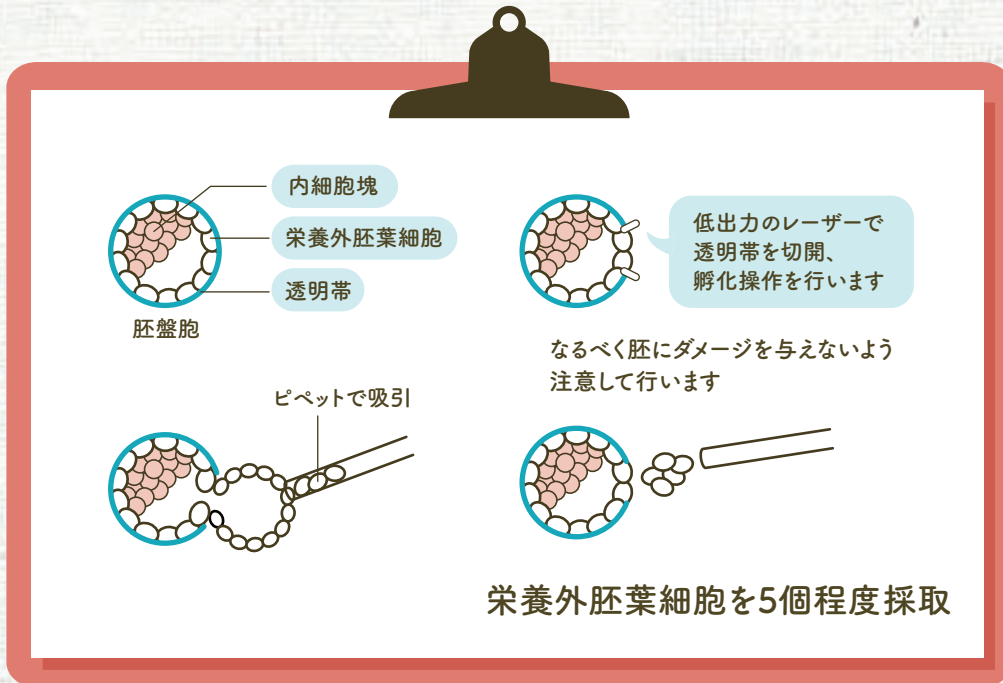 内細胞塊
栄養外胚葉細胞
透明帯
胚盤胞
低出力のレーザーで
透明帯を切開、
孵化操作を行います
なるべく胚にダメージを与えないよう
注意して行います
ピペットで吸引
栄養外胚葉細胞を5個程度採取